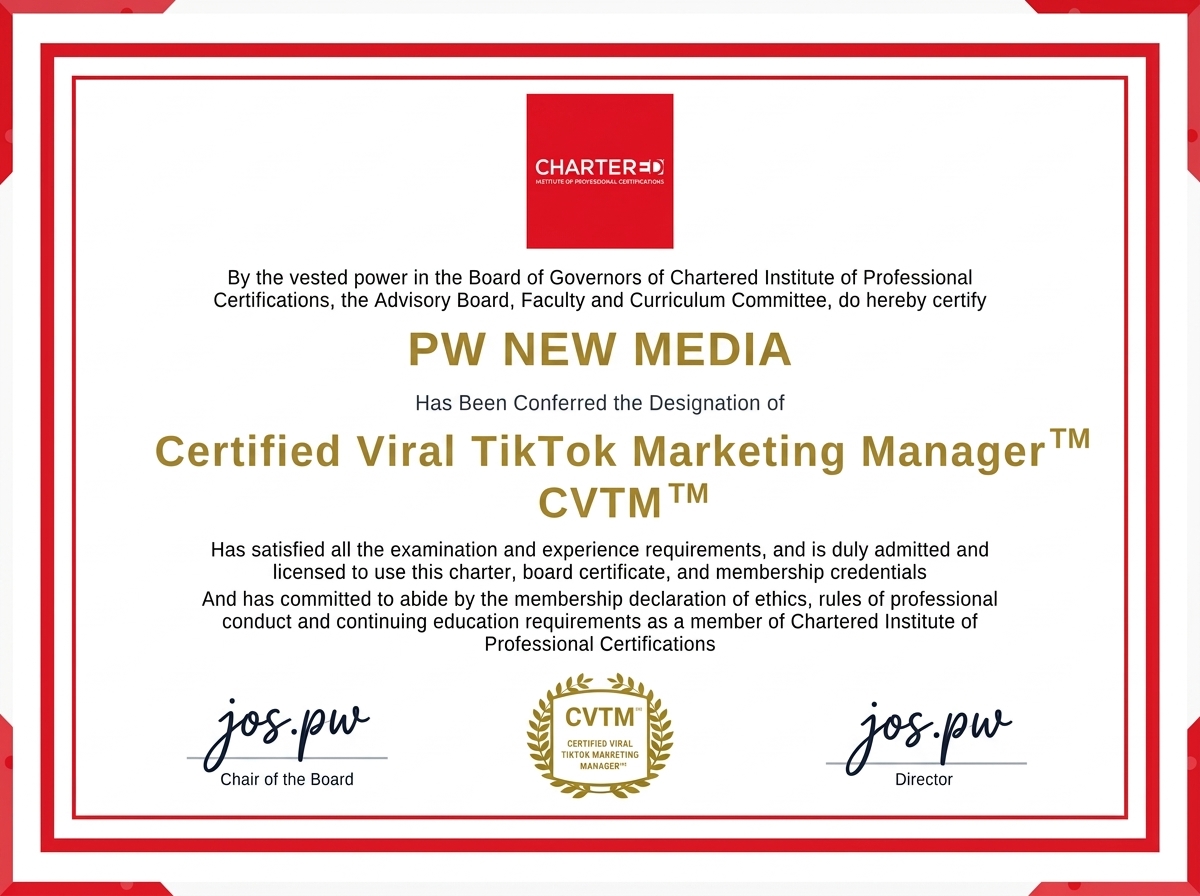 CHARTERED
INSTITUTE OF PROFESSIONAL CERTIFICATIONS
By the vested power in the Board of Governors of Chartered Institute of Professional
Certifications, the Advisory Board, Faculty and Curriculum Committee, do hereby certify
PW NEW MEDIA
Has Been Conferred the Designation of
Certified Viral TikTok Marketing Manager™
CVTM™
Has satisfied all the examination and experience requirements, and is duly admitted and
licensed to use this charter, board certificate, and membership credentials
And has committed to abide by the membership declaration of ethics, rules of professional
conduct and continuing education requirements as a member of Chartered Institute of
Professional Certifications
jos.pw
Chair of the Board
CVTM
CERTIFIED VIRAL
TIKTOK MARRETING
MANAGER
jos.pw
Director